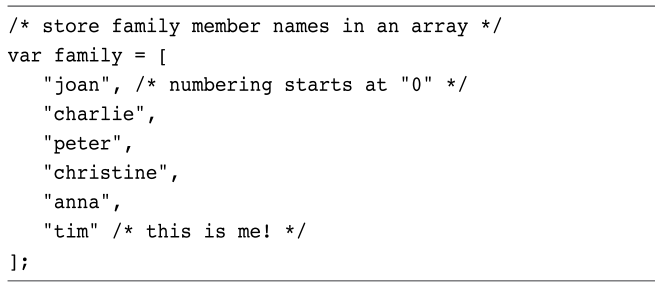 /* store family member names in an array */
var family = [
   "joan", /* numbering starts at "0" */
   "charlie",
   "peter",
   "christine",
   "anna",
   "tim" /* this is me! */
];